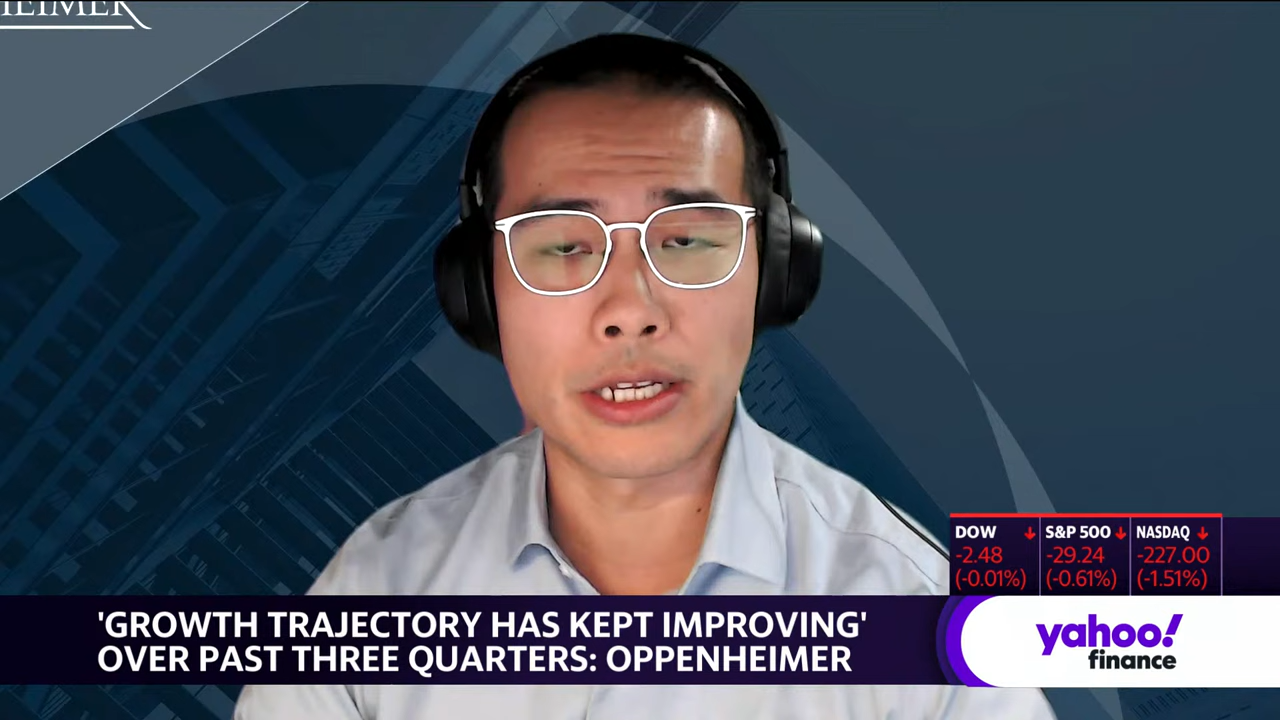 DOW
-2.48
(-0.01%)
S&P 500
-29.24
(-0.61%)
NASDAQ
-227.00
(-1.51%)
'GROWTH TRAJECTORY HAS KEPT IMPROVING'
OVER PAST THREE QUARTERS: OPPENHEIMER
yahoo!
finance